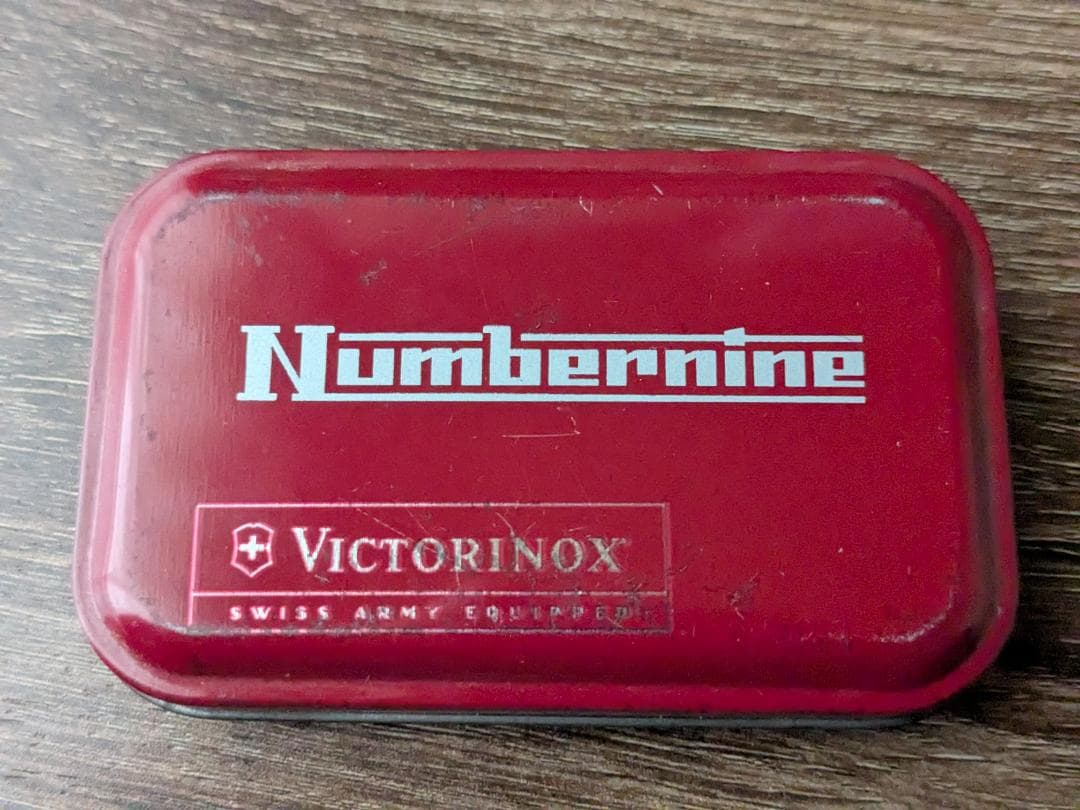 Numbernine
VICTORINOX
SWISS ARMY EQUIPPED